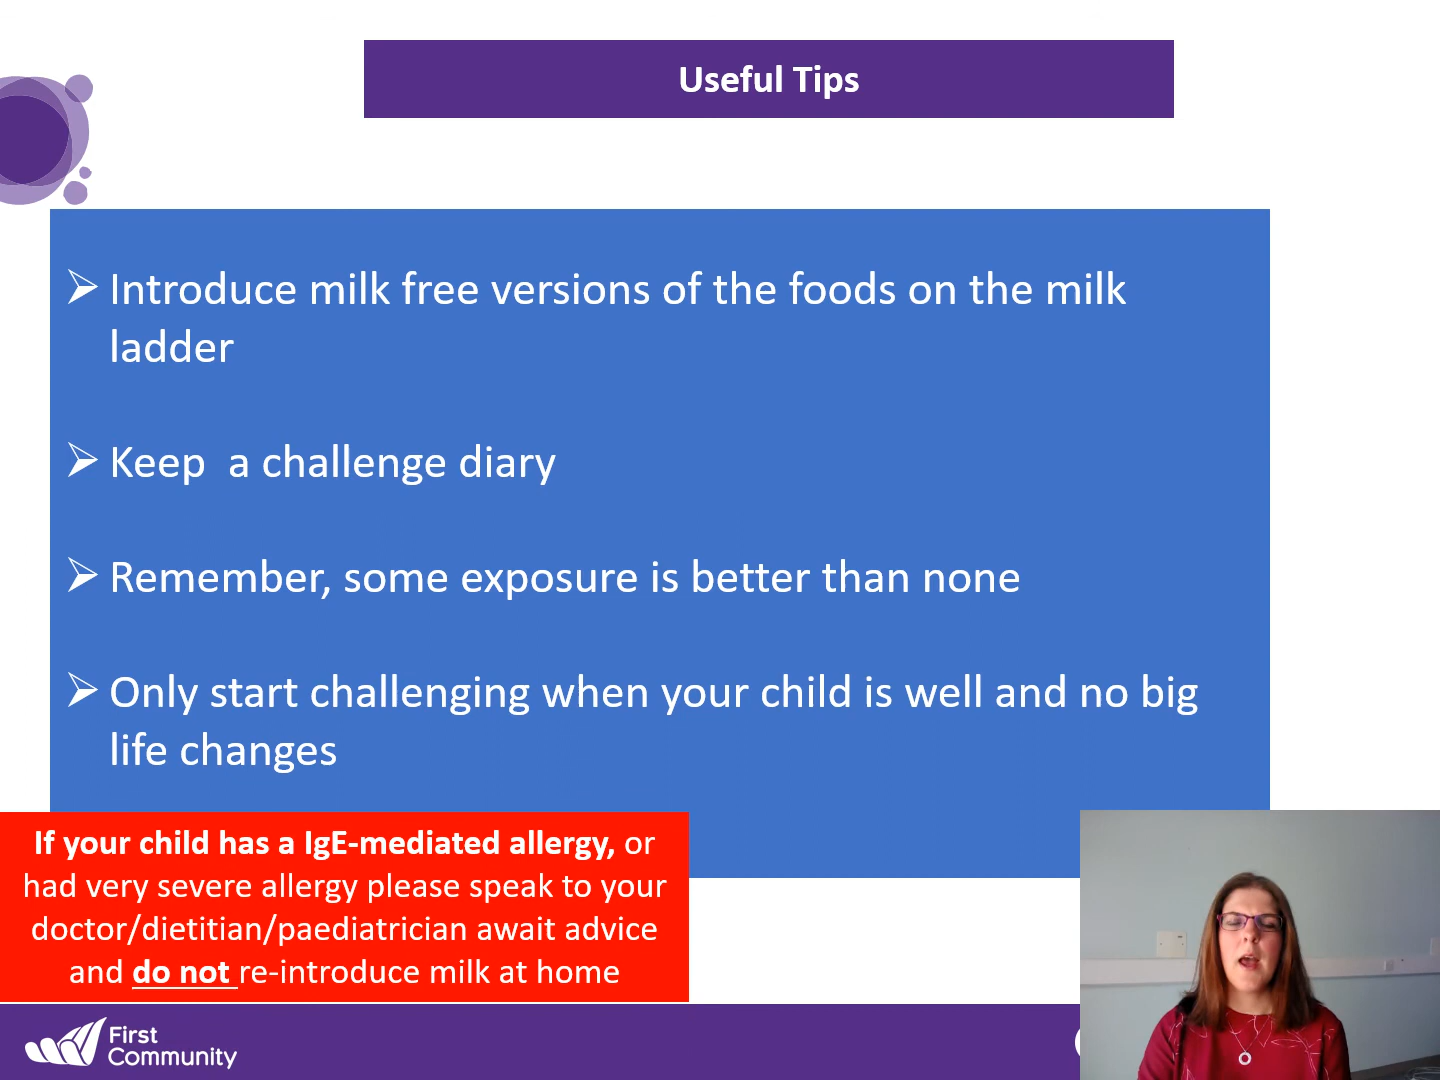 Useful Tips
Introduce milk free versions of the foods on the milk
ladder
Keep a challenge diary
Remember, some exposure is better than none
Only start challenging when your child is well and no big
life changes
If your child has a IgE-mediated allergy, or
had very severe allergy please speak to your
doctor/dietitian/paediatrician await advice
and do not re-introduce milk at home
First
Community